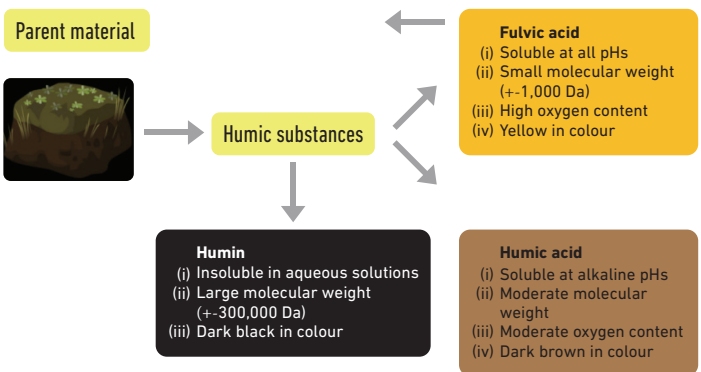 Parent material
Humic substances
Fulvic acid
(i) Soluble at all pHs
(ii) Small molecular weight
(+-1,000 Da)
(iii) High oxygen content
(iv) Yellow in colour
Humin
(i) Insoluble in aqueous solutions
(ii) Large molecular weight
(+-300,000 Da)
(iii) Dark black in colour
Humic acid
(i) Soluble at alkaline pHs
(ii) Moderate molecular
weight
(iii) Moderate oxygen content
(iv) Dark brown in colour